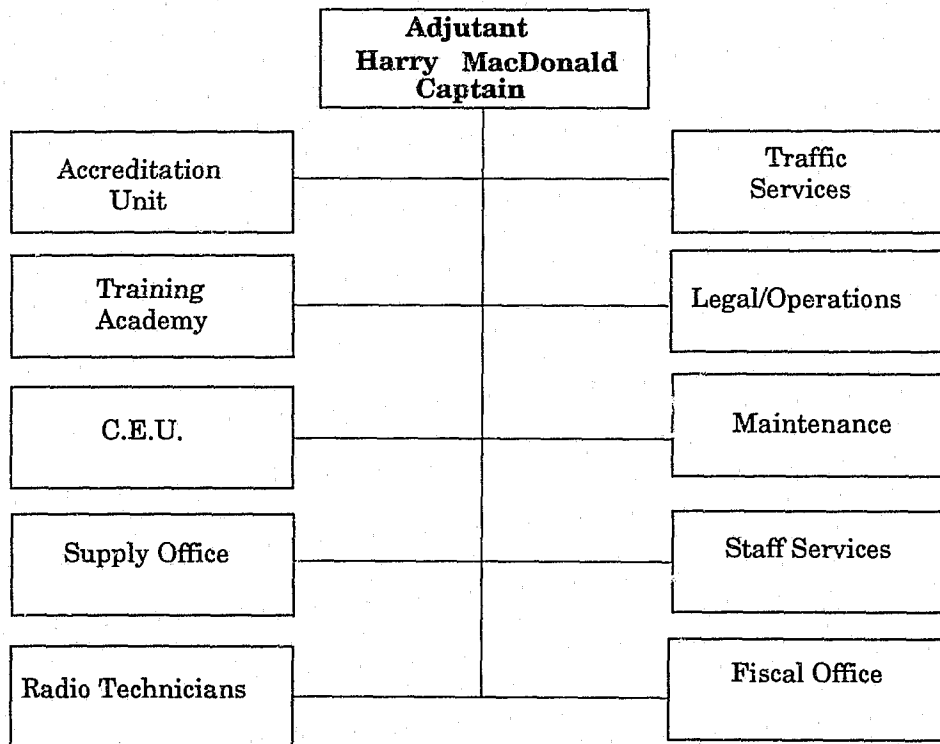 Adjutant
Harry MacDonald
Captain
Accreditation
Unit
Traffic
Services
Training
Academy
Legal/Operations
C.E.U.
Maintenance
Supply Office
Staff Services
Radio Technicians
Fiscal Office